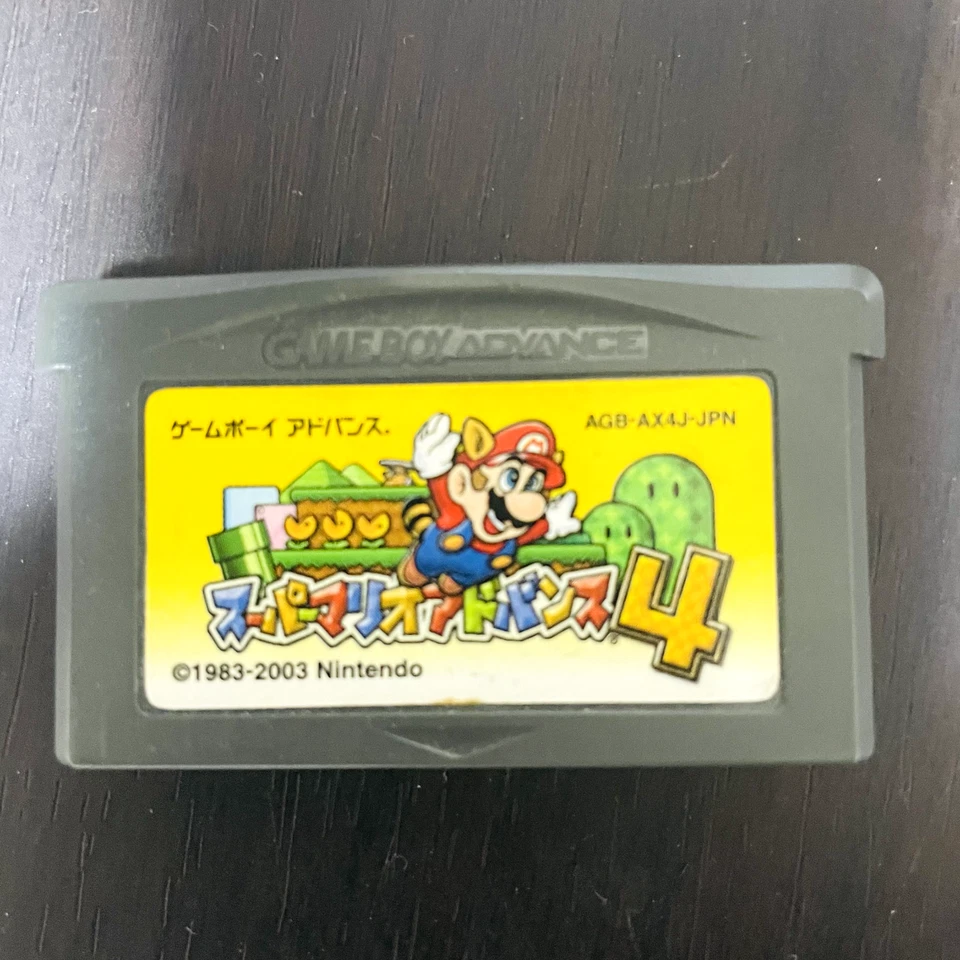 GAME BOY ADVANCE
ゲームボーイ アドバンス.
AGB-AX4J-JPN
M
スーパーマリオアドバンス4
©1983-2003 Nintendo